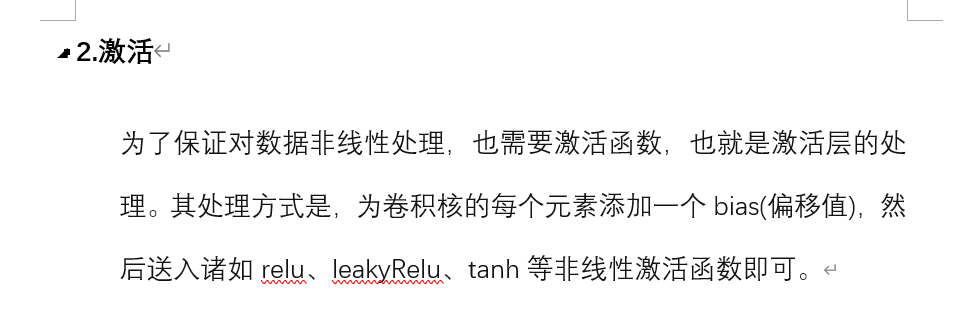 2.激活
为了保证对数据非线性处理，也需要激活函数，也就是激活层的处
理。其处理方式是，为卷积核的每个元素添加一个 bias(偏移值)，然
后送入诸如 relu、leakyRelu、tanh 等非线性激活函数即可。